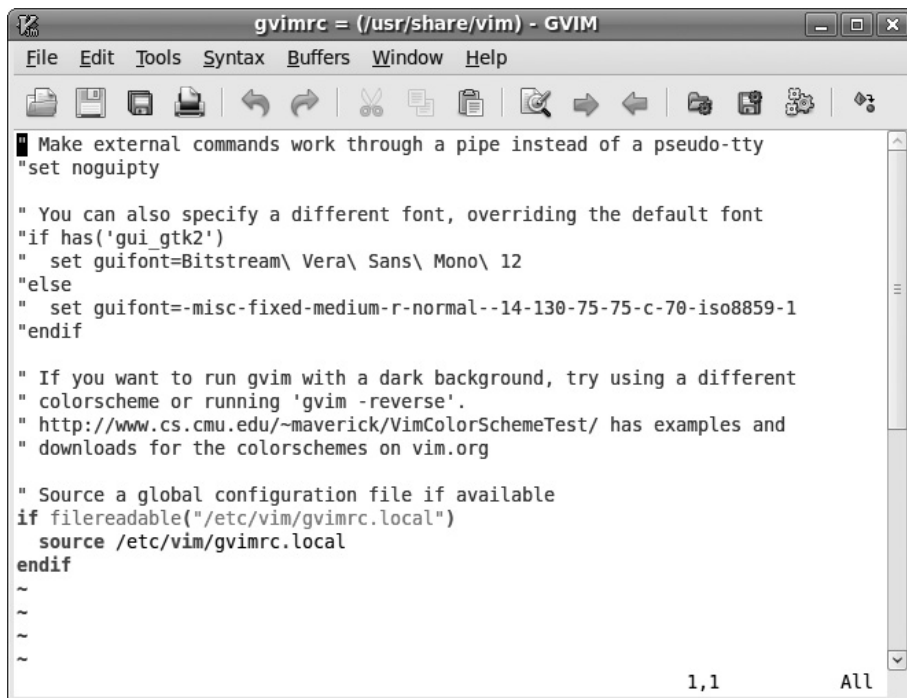 gvimrc = (/usr/share/vim) - GVIM
File Edit Tools Syntax Buffers Window Help
" Make external commands work through a pipe instead of a pseudo-tty
"set noguipty
" You can also specify a different font, overriding the default font
"if has('gui_gtk2')
"  set guifont=Bitstream\ Vera\ Sans\ Mono\ 12
"else
"  set guifont=-misc-fixed-medium-r-normal--14-130-75-75-c-70-iso8859-1
"endif
" If you want to run gvim with a dark background, try using a different
" colorscheme or running 'gvim -reverse'.
" http://www.cs.cmu.edu/~maverick/VimColorSchemeTest/ has examples and
" downloads for the colorschemes on vim.org
" Source a global configuration file if available
if filereadable("/etc/vim/gvimrc.local")
  source /etc/vim/gvimrc.local
endif
~
~
~
~
1,1 All